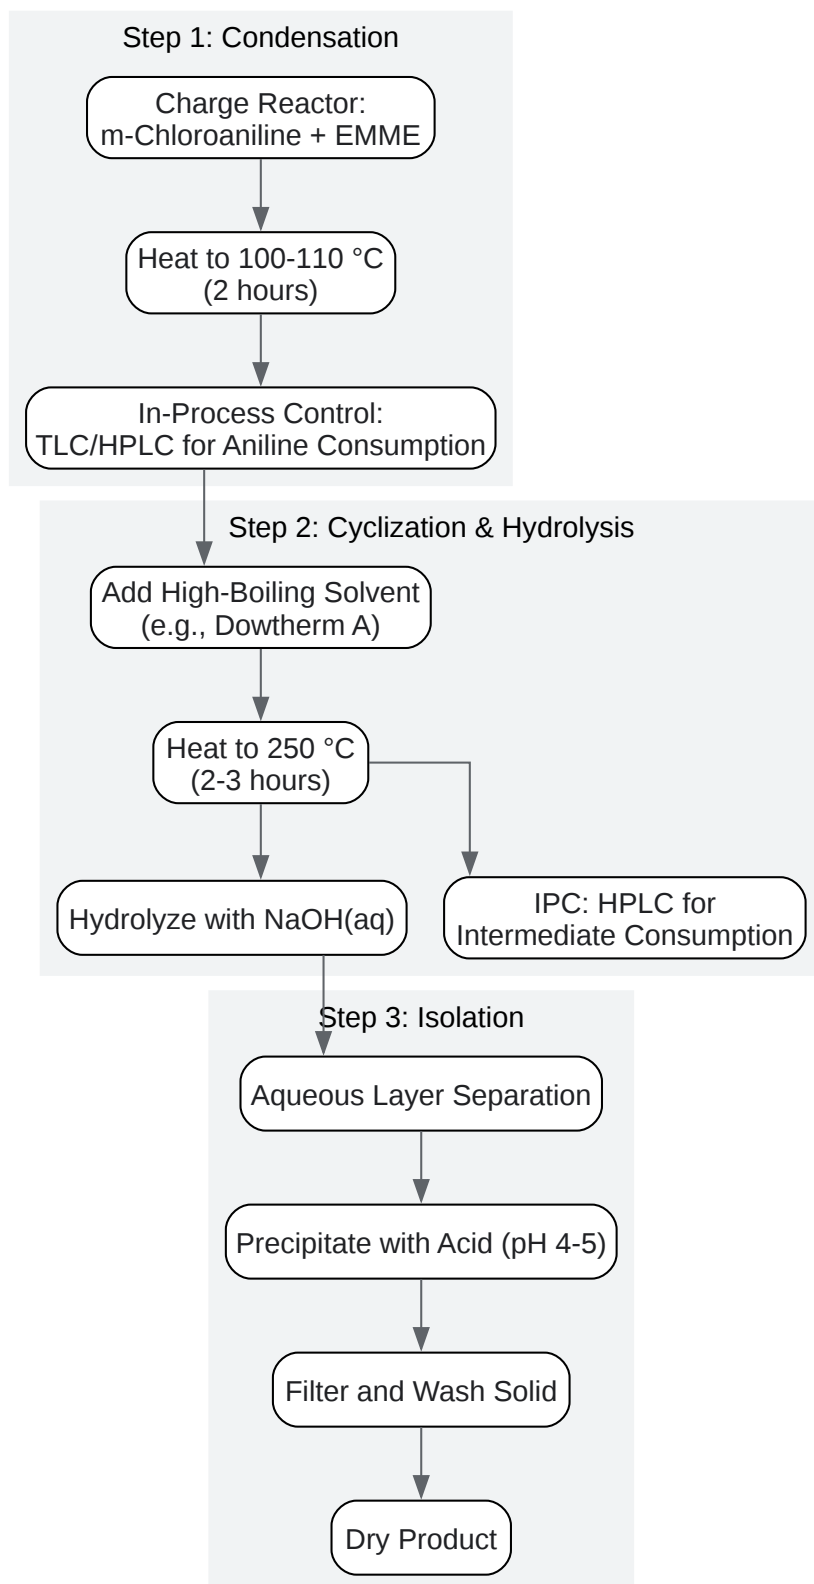 Step 1: Condensation
Charge Reactor:
m-Chloroaniline + EMME
Heat to 100-110 °C
(2 hours)
In-Process Control:
TLC/HPLC for Aniline Consumption
Step 2: Cyclization & Hydrolysis
Add High-Boiling Solvent
(e.g., Dowtherm A)
Heat to 250 °C
(2-3 hours)
Hydrolyze with NaOH(aq)
IPC: HPLC for
Intermediate Consumption
Step 3: Isolation
Aqueous Layer Separation
Precipitate with Acid (pH 4-5)
Filter and Wash Solid
Dry Product